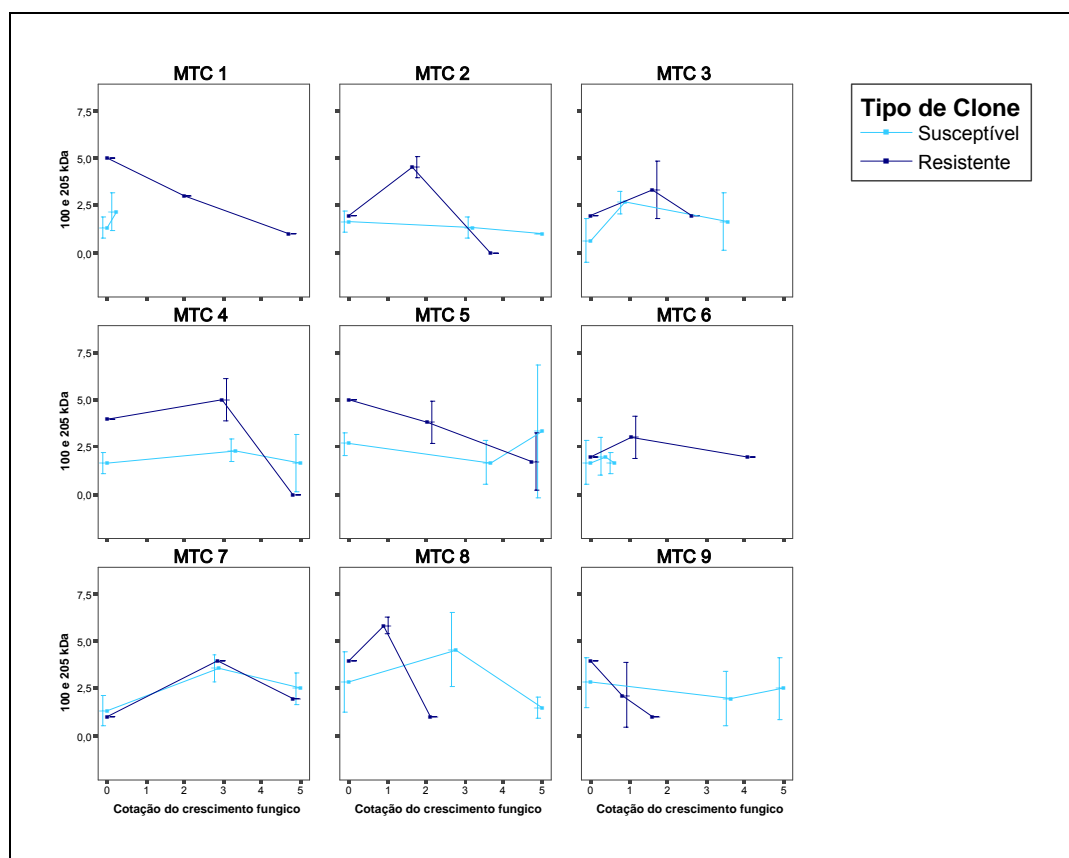 MTC 1 MTC 2 MTC 3
7,5
5,0
2,5
0,0
100 e 205 kDa
Tipo de Clone
Susceptível
Resistente
MTC 4 MTC 5 MTC 6
7,5
5,0
2,5
0,0
100 e 205 kDa
MTC 7 MTC 8 MTC 9
7,5
5,0
2,5
0,0
100 e 205 kDa
0 1 2 3 4 5 0 1 2 3 4 5 0 1 2 3 4 5
Cotação do crescimento fungico Cotação do crescimento fungico Cotação do crescimento fungico